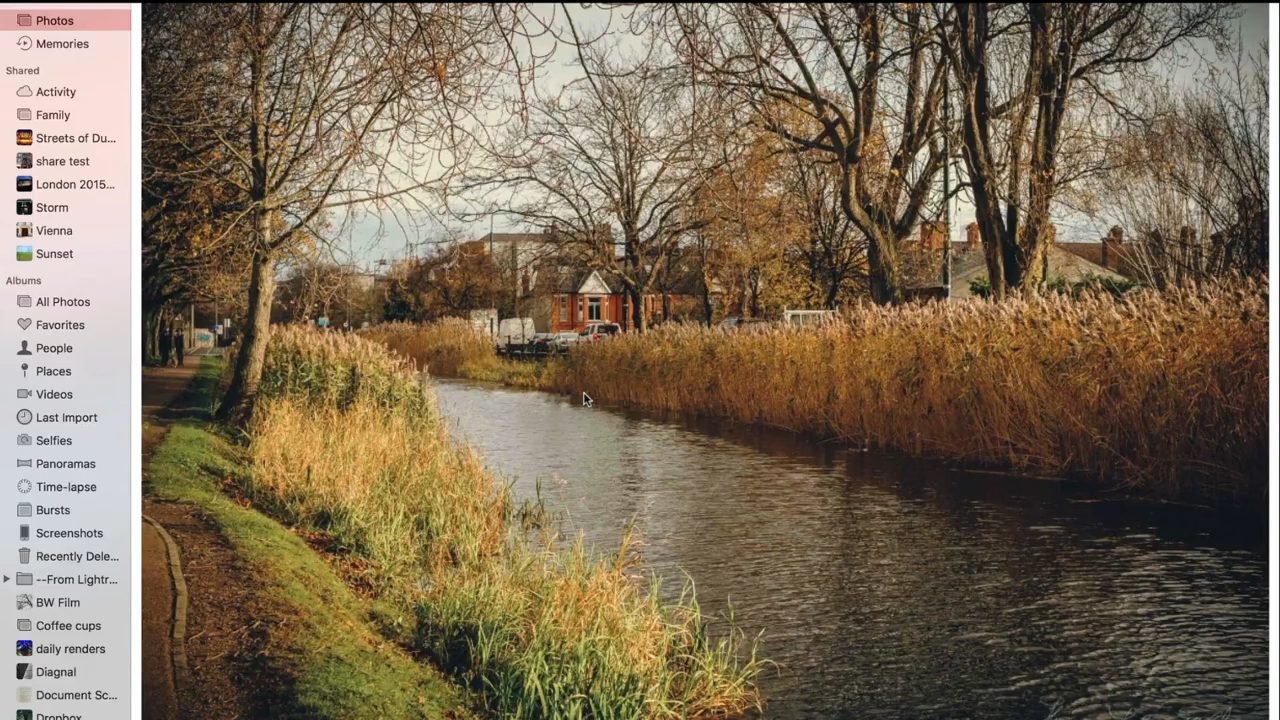 Photos
Memories
Shared
Activity
Family
Streets of Du...
share test
London 2015...
Storm
Vienna
Sunset
Albums
All Photos
Favorites
People
Places
Videos
Last Import
Selfies
Panoramas
Time-lapse
Bursts
Screenshots
Recently Dele...
--From Lightr...
BW Film
Coffee cups
daily renders
Diagnal
Document Sc...
Dropbox